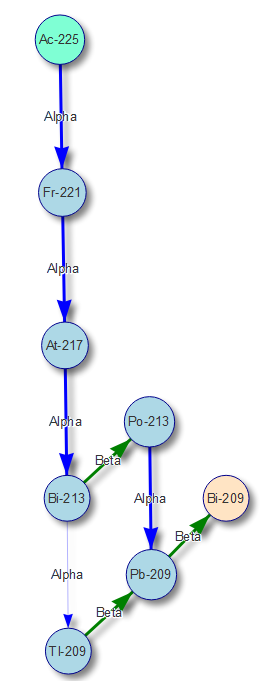 Ac-225
Alpha
Fr-221
Alpha
At-217
Alpha
Po-213
Beta
Bi-213
Alpha
Bi-209
Beta
Alpha
Pb-209
Beta
Tl-209